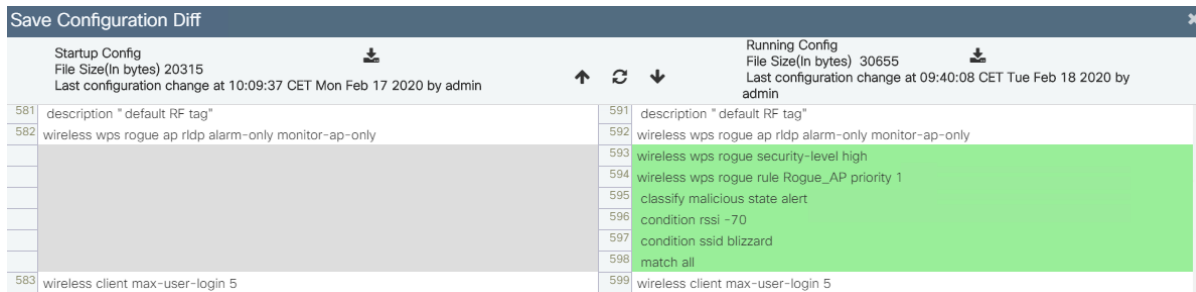 Save Configuration Diff
Startup Config
File Size(In bytes) 20315
Last configuration change at 10:09:37 CET Mon Feb 17 2020 by admin
Running Config
File Size(In bytes) 30655
Last configuration change at 09:40:08 CET Tue Feb 18 2020 by
admin
581 description " default RF tag"
591 description " default RF tag"
582 wireless wps rogue ap rldp alarm-only monitor-ap-only
592 wireless wps rogue ap rldp alarm-only monitor-ap-only
593 wireless wps rogue security-level high
594 wireless wps rogue rule Rogue_AP priority 1
595 classify malicious state alert
596 condition rssi -70
597 condition ssid blizzard
598 match all
583 wireless client max-user-login 5
599 wireless client max-user-login 5